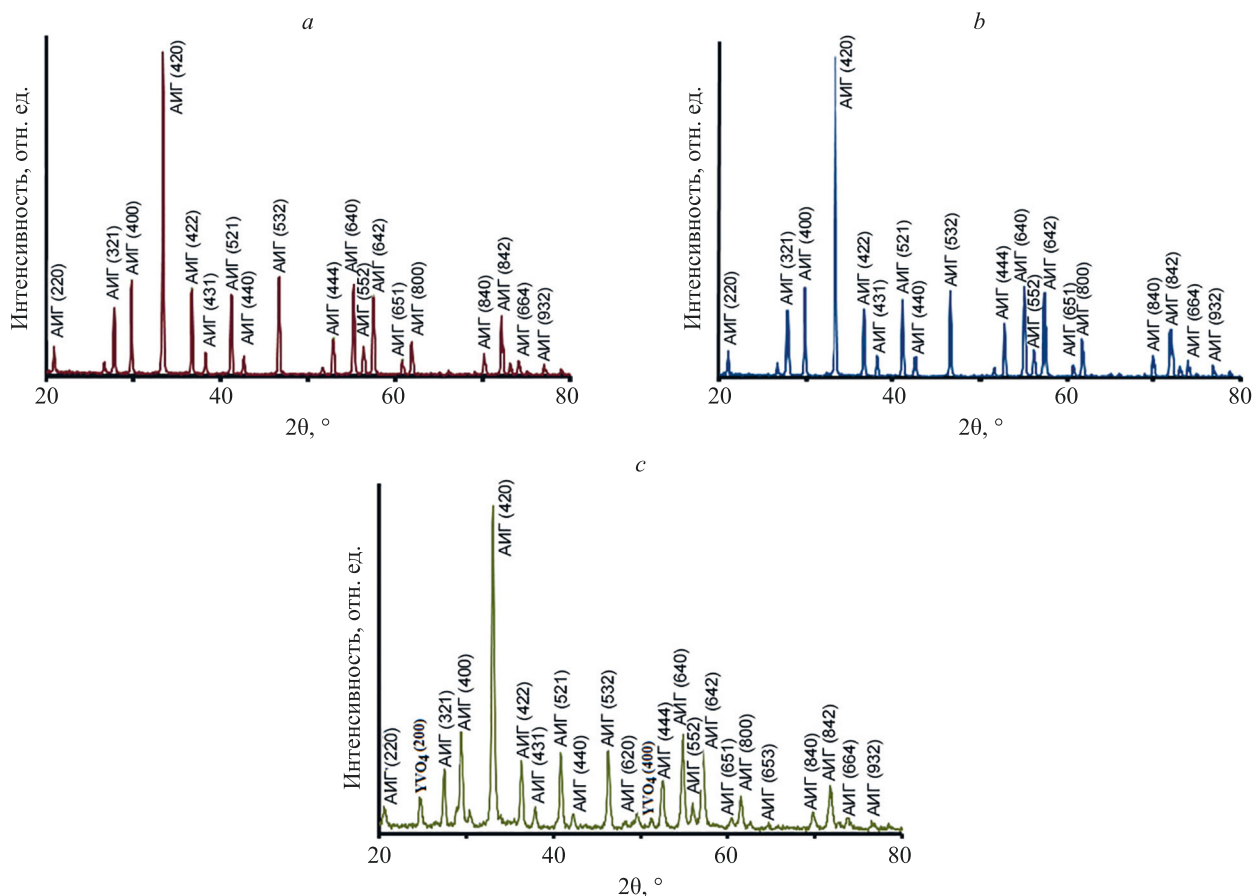 a
Интенсивность, отн. ед.
АИГ (220)
АИГ (321)
АИГ (400)
АИГ (420)
АИГ (422)
АИГ (431)
АИГ (521)
АИГ (440)
АИГ (532)
АИГ (444)
АИГ (640)
АИГ (552)
АИГ (642)
АИГ (651)
АИГ (800)
АИГ (840)
АИГ (842)
АИГ (664)
АИГ (932)
20 40 60 80
2θ, °
b
Интенсивность, отн. ед.
АИГ (220)
АИГ (321)
АИГ (400)
АИГ (420)
АИГ (422)
АИГ (431)
АИГ (521)
АИГ (440)
АИГ (532)
АИГ (444)
АИГ (640)
АИГ (552)
АИГ (642)
АИГ (651)
АИГ (800)
АИГ (840)
АИГ (842)
АИГ (664)
АИГ (932)
20 40 60 80
2θ, °
c
Интенсивность, отн. ед.
АИГ (220)
YVO₄ (200)
АИГ (321)
АИГ (400)
АИГ (420)
АИГ (422)
АИГ (431)
АИГ (521)
АИГ (440)
АИГ (532)
АИГ (620)
YVO₄ (400)
АИГ (444)
АИГ (640)
АИГ (552)
АИГ (642)
АИГ (651)
АИГ (800)
АИГ (653)
АИГ (840)
АИГ (842)
АИГ (664)
АИГ (932)
20 40 60 80
2θ, °